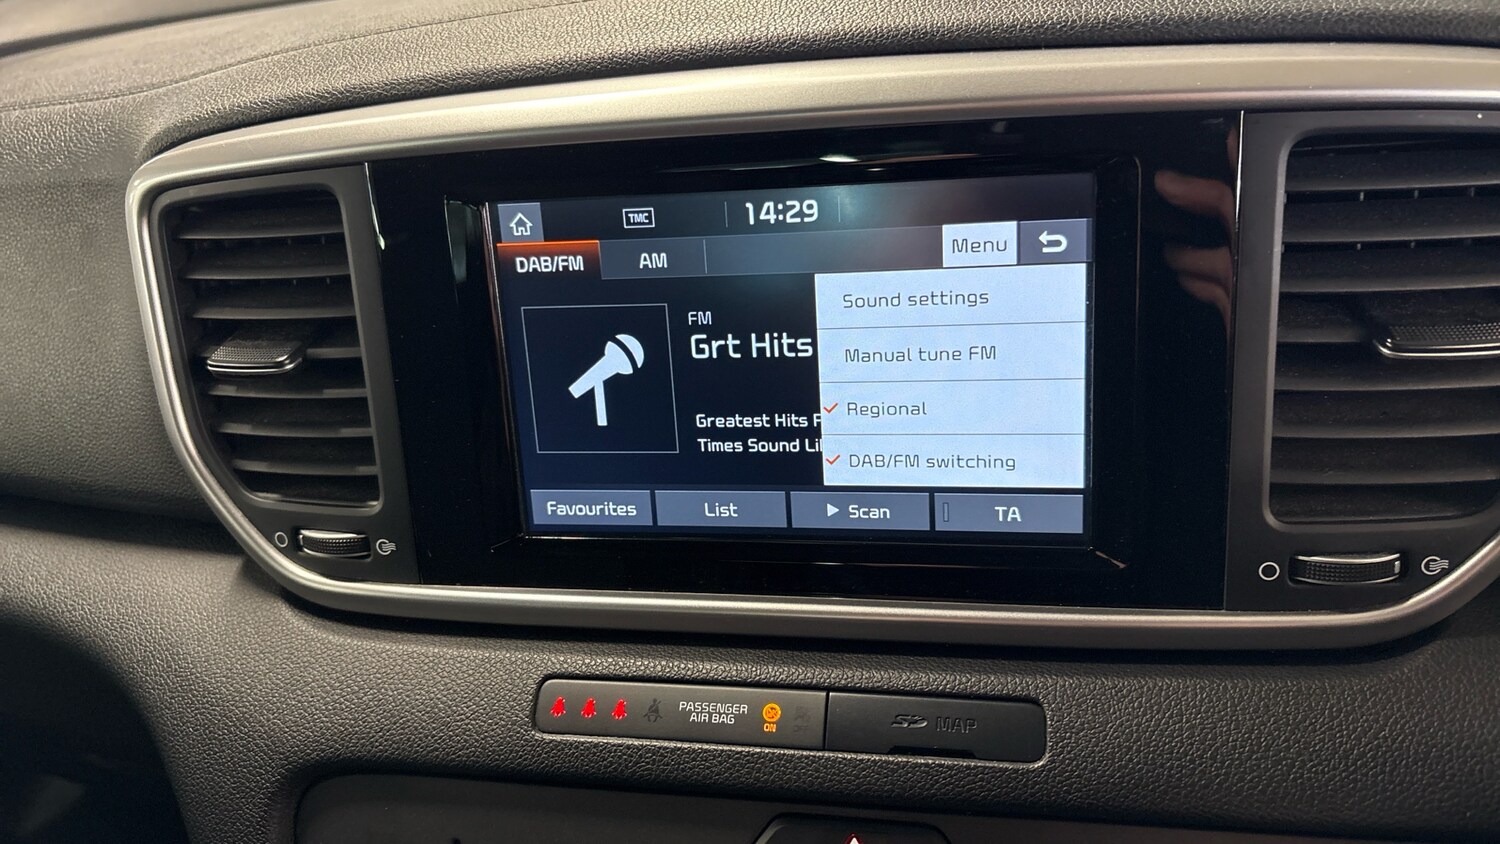 TMC
14:29
DAB/FM
AM
Menu
FM
Grt Hits
Greatest Hits
Times Sound
Sound settings
Manual tune FM
Regional
DAB/FM switching
Favourites
List
Scan
TA
PASSENGER
AIR BAG
ON
SD MAP